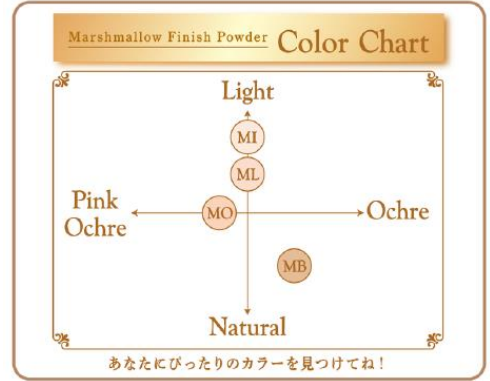 Marshmallow Finish Powder Color Chart
Light
MI
ML
Pink
Ochre
MO
Ochre
MB
Natural
あなたにぴったりのカラーを見つけてね！